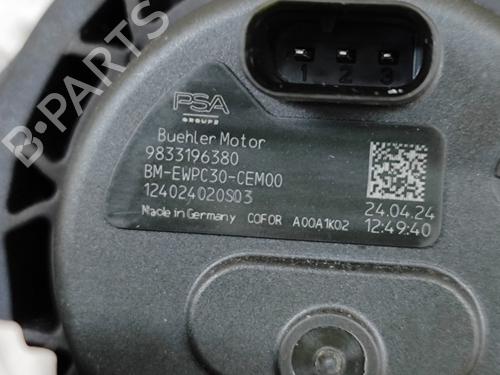 1 2 3
PSA
GROUPE
Buehler Motor
9833196380
BM-EWPC30-CEM00
124024020S03
Made in Germany COFOR A00A1K02
24.04.24
12:49:40
B-PARTS